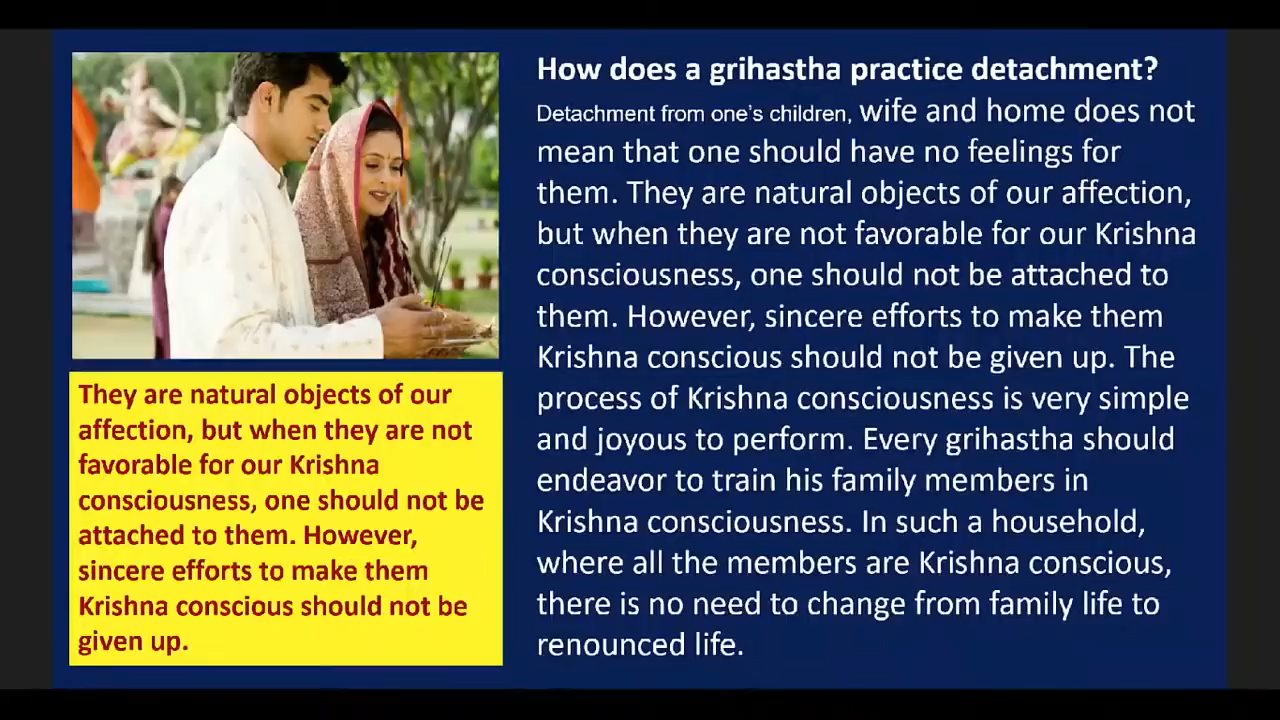 How does a grihastha practice detachment?
Detachment from one's children, wife and home does not
mean that one should have no feelings for
them. They are natural objects of our affection,
but when they are not favorable for our Krishna
consciousness, one should not be attached to
them. However, sincere efforts to make them
Krishna conscious should not be given up. The
process of Krishna consciousness is very simple
and joyous to perform. Every grihastha should
endeavor to train his family members in
Krishna consciousness. In such a household,
where all the members are Krishna conscious,
there is no need to change from family life to
renounced life.
They are natural objects of our
affection, but when they are not
favorable for our Krishna
consciousness, one should not be
attached to them. However,
sincere efforts to make them
Krishna conscious should not be
given up.